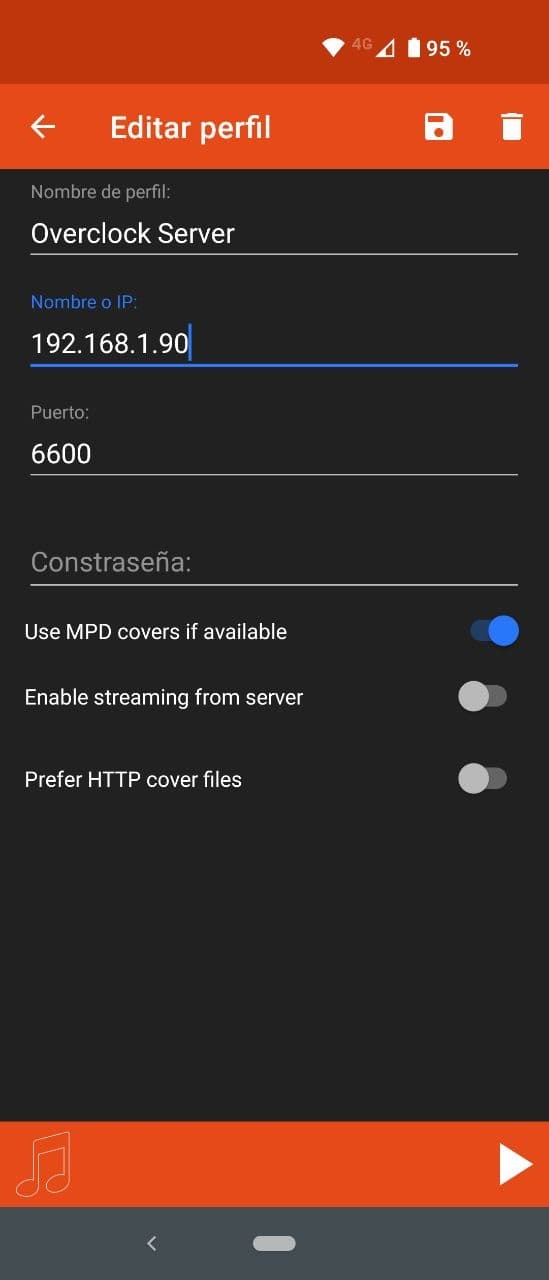 4G 95 %
Editar perfil
Nombre de perfil:
Overclock Server
Nombre o IP:
192.168.1.90
Puerto:
6600
Constraseña:
Use MPD covers if available
Enable streaming from server
Prefer HTTP cover files